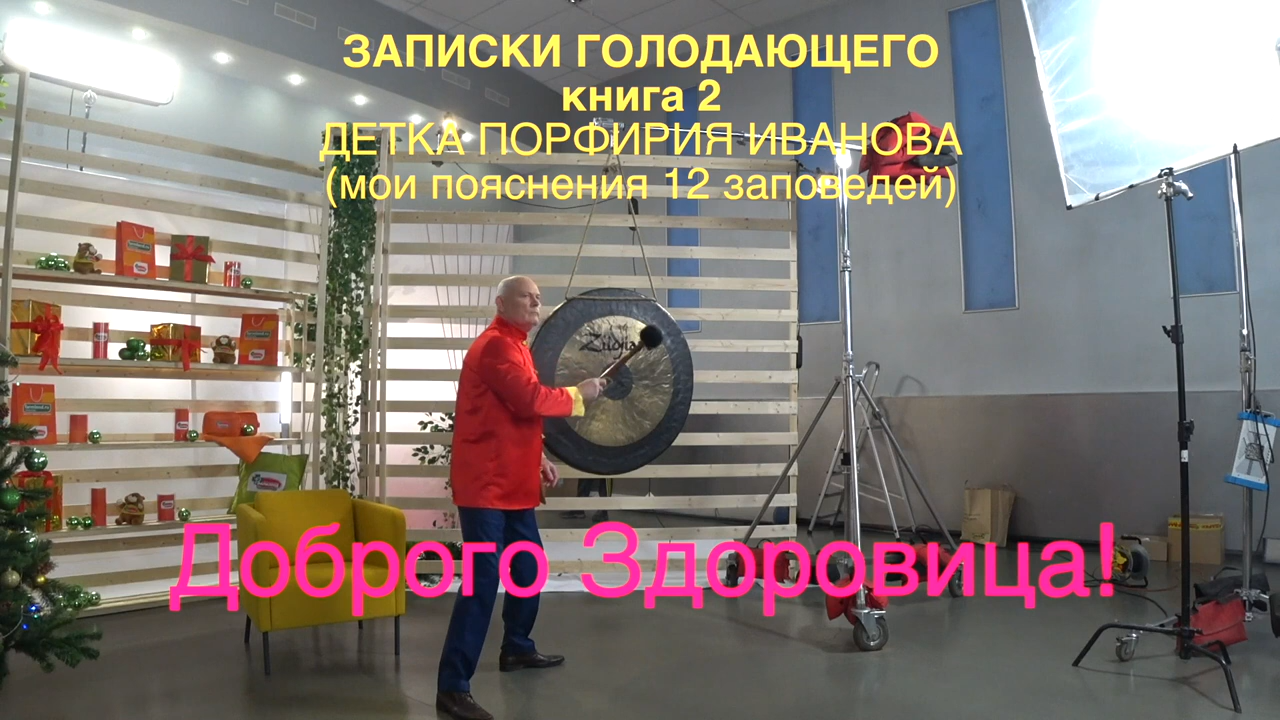 ЗАПИСКИ ГОЛОДАЮЩЕГО
книга 2
ДЕТКА ПОРФИРИЯ ИВАНОВА
(мои пояснения 12 заповедей)
Zildjian
Доброго Здоровица!